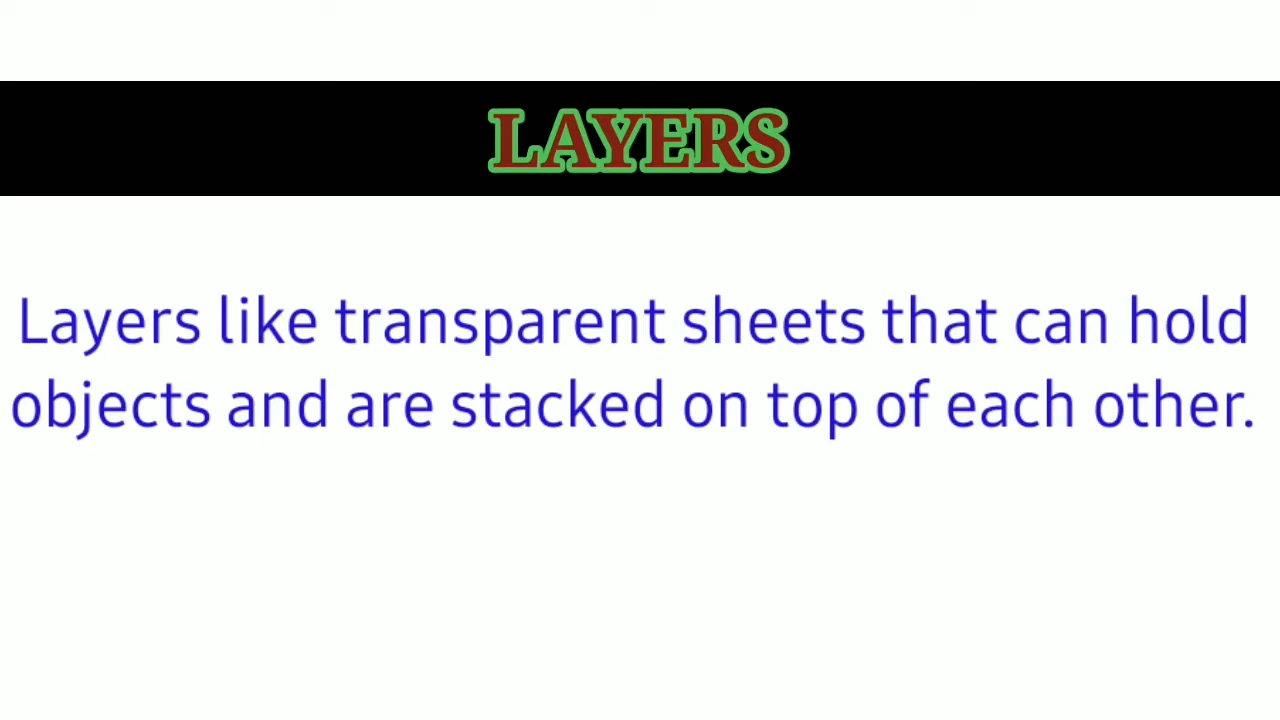 LAYERS
Layers like transparent sheets that can hold
objects and are stacked on top of each other.